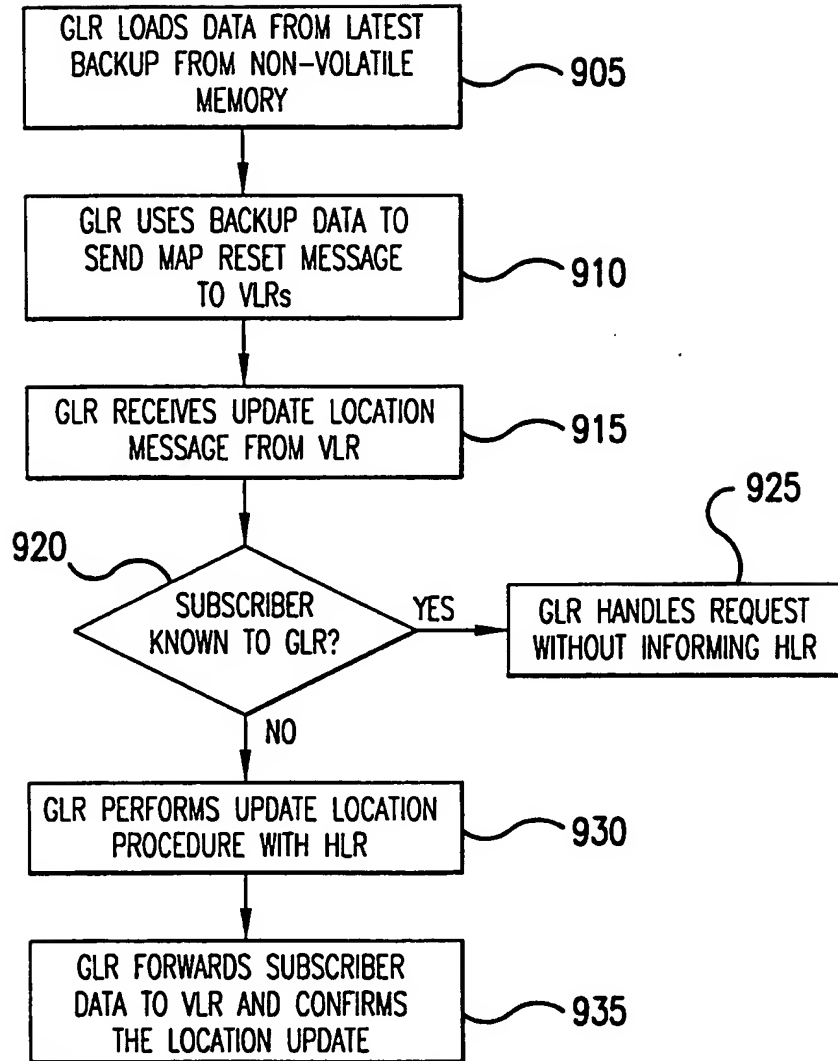 GLR LOADS DATA FROM LATEST
BACKUP FROM NON-VOLATILE
MEMORY
905
GLR USES BACKUP DATA TO
SEND MAP RESET MESSAGE
TO VLRs
910
GLR RECEIVES UPDATE LOCATION
MESSAGE FROM VLR
915
920
SUBSCRIBER
KNOWN TO GLR?
YES
925
GLR HANDLES REQUEST
WITHOUT INFORMING HLR
NO
GLR PERFORMS UPDATE LOCATION
PROCEDURE WITH HLR
930
GLR FORWARDS SUBSCRIBER
DATA TO VLR AND CONFIRMS
THE LOCATION UPDATE
935